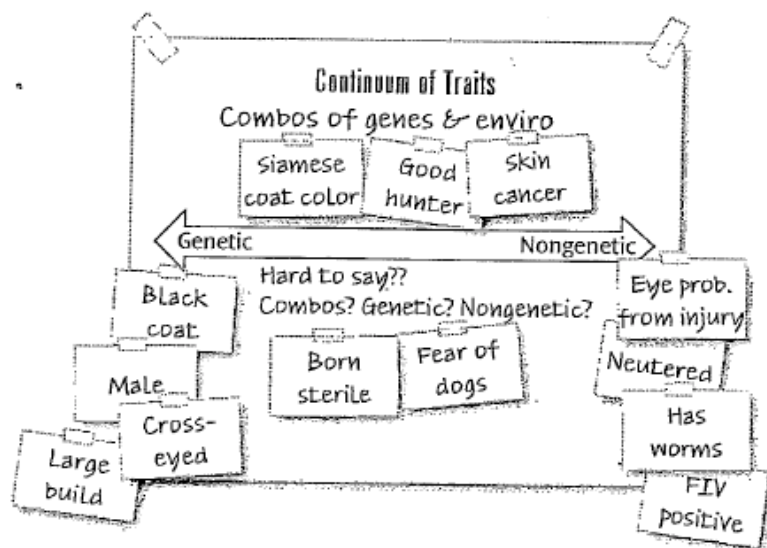 Continuum of Traits
Combos of genes & enviro
Siamese
coat color
Good
hunter
Skin
cancer
Genetic
Nongenetic
Hard to say??
Combos? Genetic? Nongenetic?
Born
sterile
Fear of
dogs
Black
coat
Male
Cross-
eyed
Large
build
Eye prob.
from injury
Neutered
Has
worms
FIV
positive